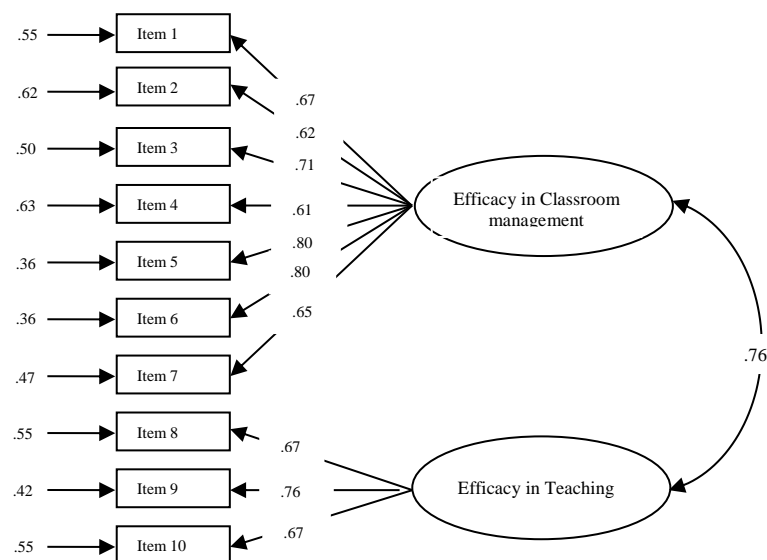 .55 Item 1
.67
.62 Item 2
.62
.50 Item 3
.71
.63 Item 4
.61
Efficacy in Classroom
management
.80
.36 Item 5
.80
.36 Item 6
.65
.76
.47 Item 7
.55 Item 8
.67
.42 Item 9
.76
Efficacy in Teaching
.67
.55 Item 10